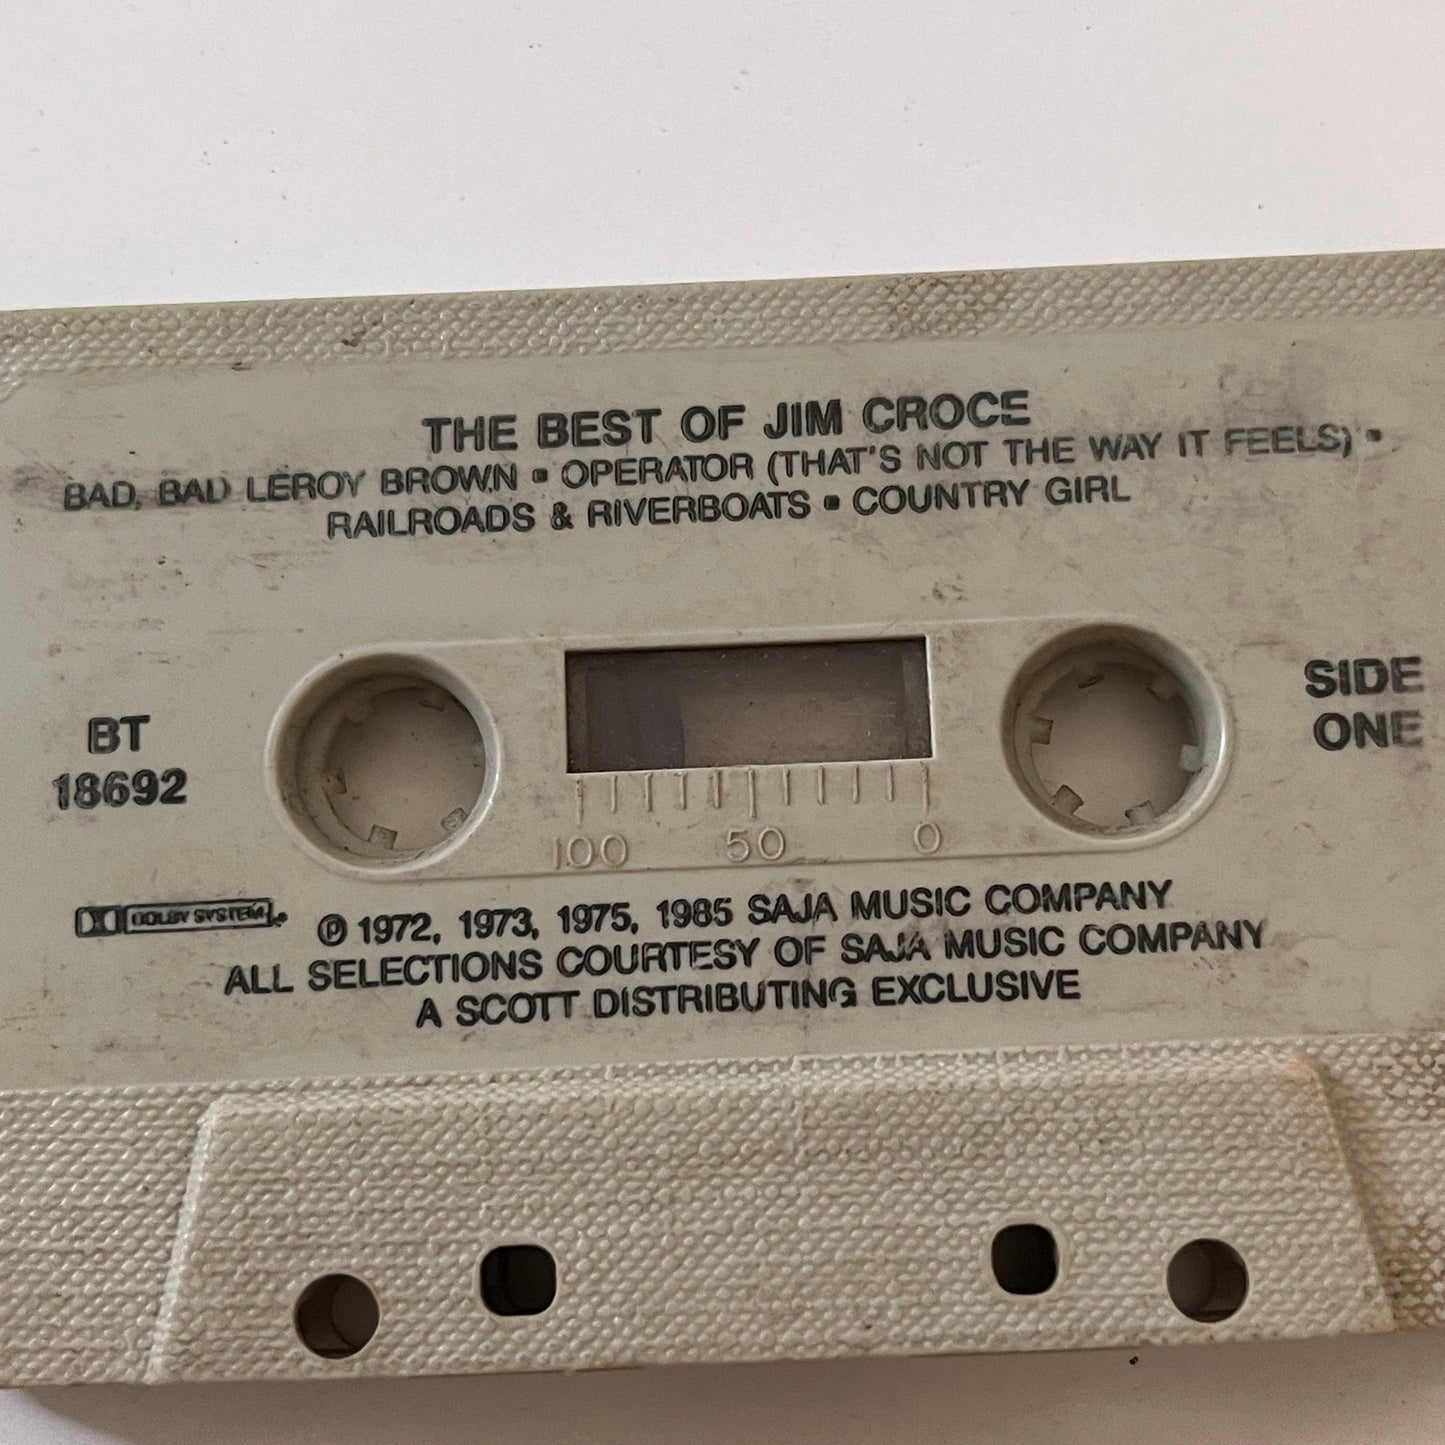 THE BEST OF JIM CROCE
BAD, BAD LEROY BROWN ▪ OPERATOR (THAT'S NOT THE WAY IT FEELS) ▪
RAILROADS & RIVERBOATS ▪ COUNTRY GIRL
BT
18692
SIDE
ONE
100 50 0
DOLBY SYSTEM ®
℗ 1972, 1973, 1975, 1985 SAJA MUSIC COMPANY
ALL SELECTIONS COURTESY OF SAJA MUSIC COMPANY
A SCOTT DISTRIBUTING EXCLUSIVE